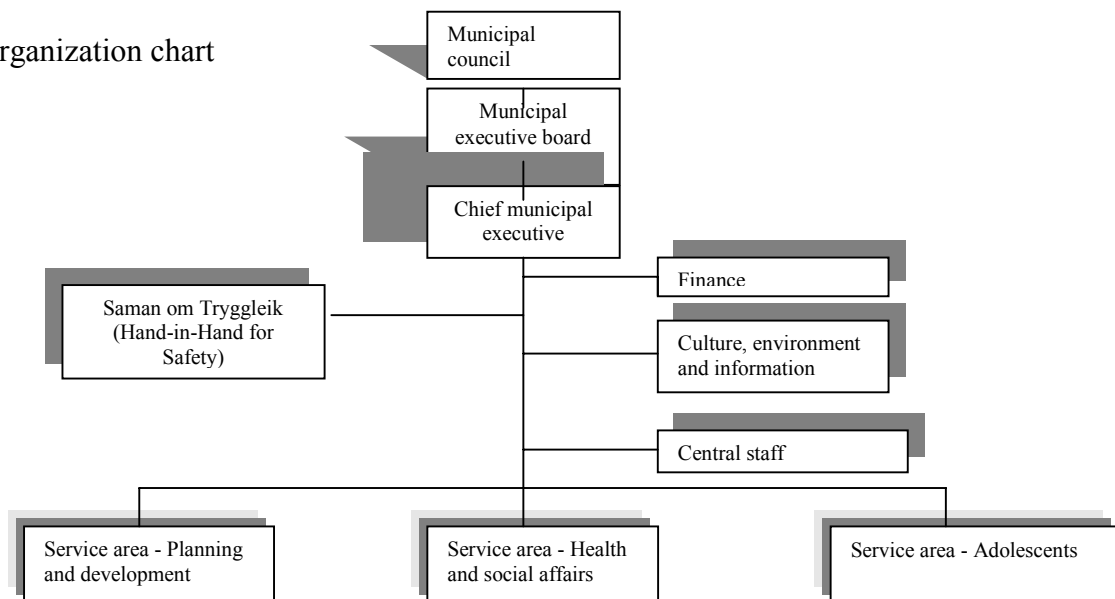 rganization chart
Municipal
council
Municipal
executive board
Chief municipal
executive
Finance
Saman om Tryggleik
(Hand-in-Hand for
Safety)
Culture, environment
and information
Central staff
Service area - Planning
and development
Service area - Health
and social affairs
Service area - Adolescents